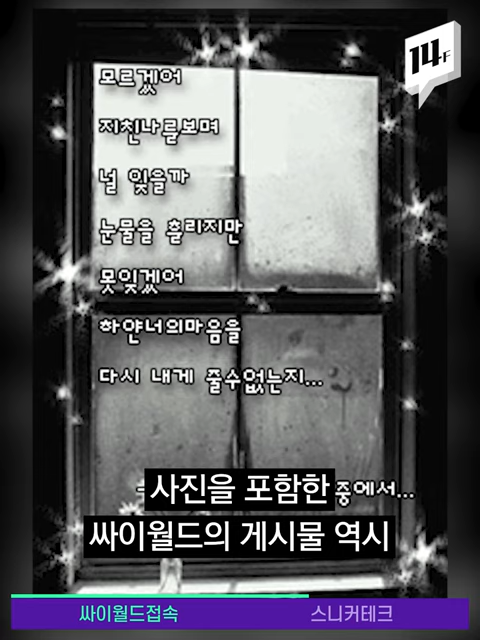 14F
모르겠어
지친나를보며
널 잊을까
눈물을 흘리지만
못잊겠어
하얀너의마음을
다시 내게 줄수없는지...
중에서...
사진을 포함한
싸이월드의 게시물 역시
싸이월드접속 스니커테크